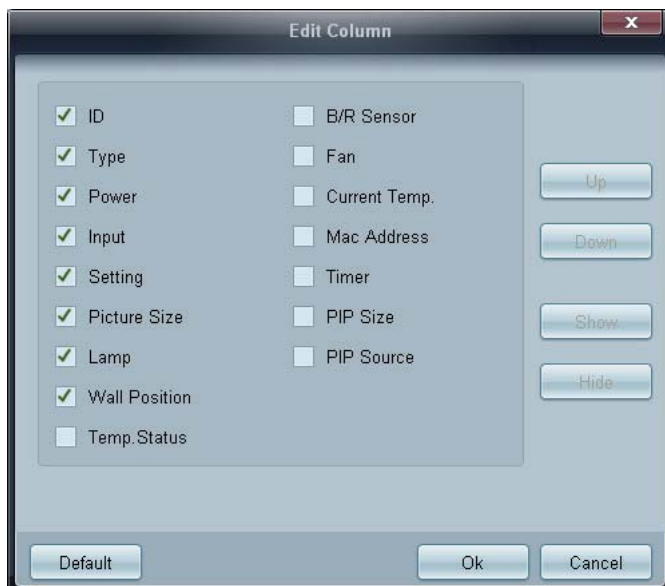 Edit Column
x
ID
Type
Power
Input
Setting
Picture Size
Lamp
Wall Position
Temp.Status
B/R Sensor
Fan
Current Temp.
Mac Address
Timer
PIP Size
PIP Source
Up
Down
Show
Hide
Default
Ok
Cancel